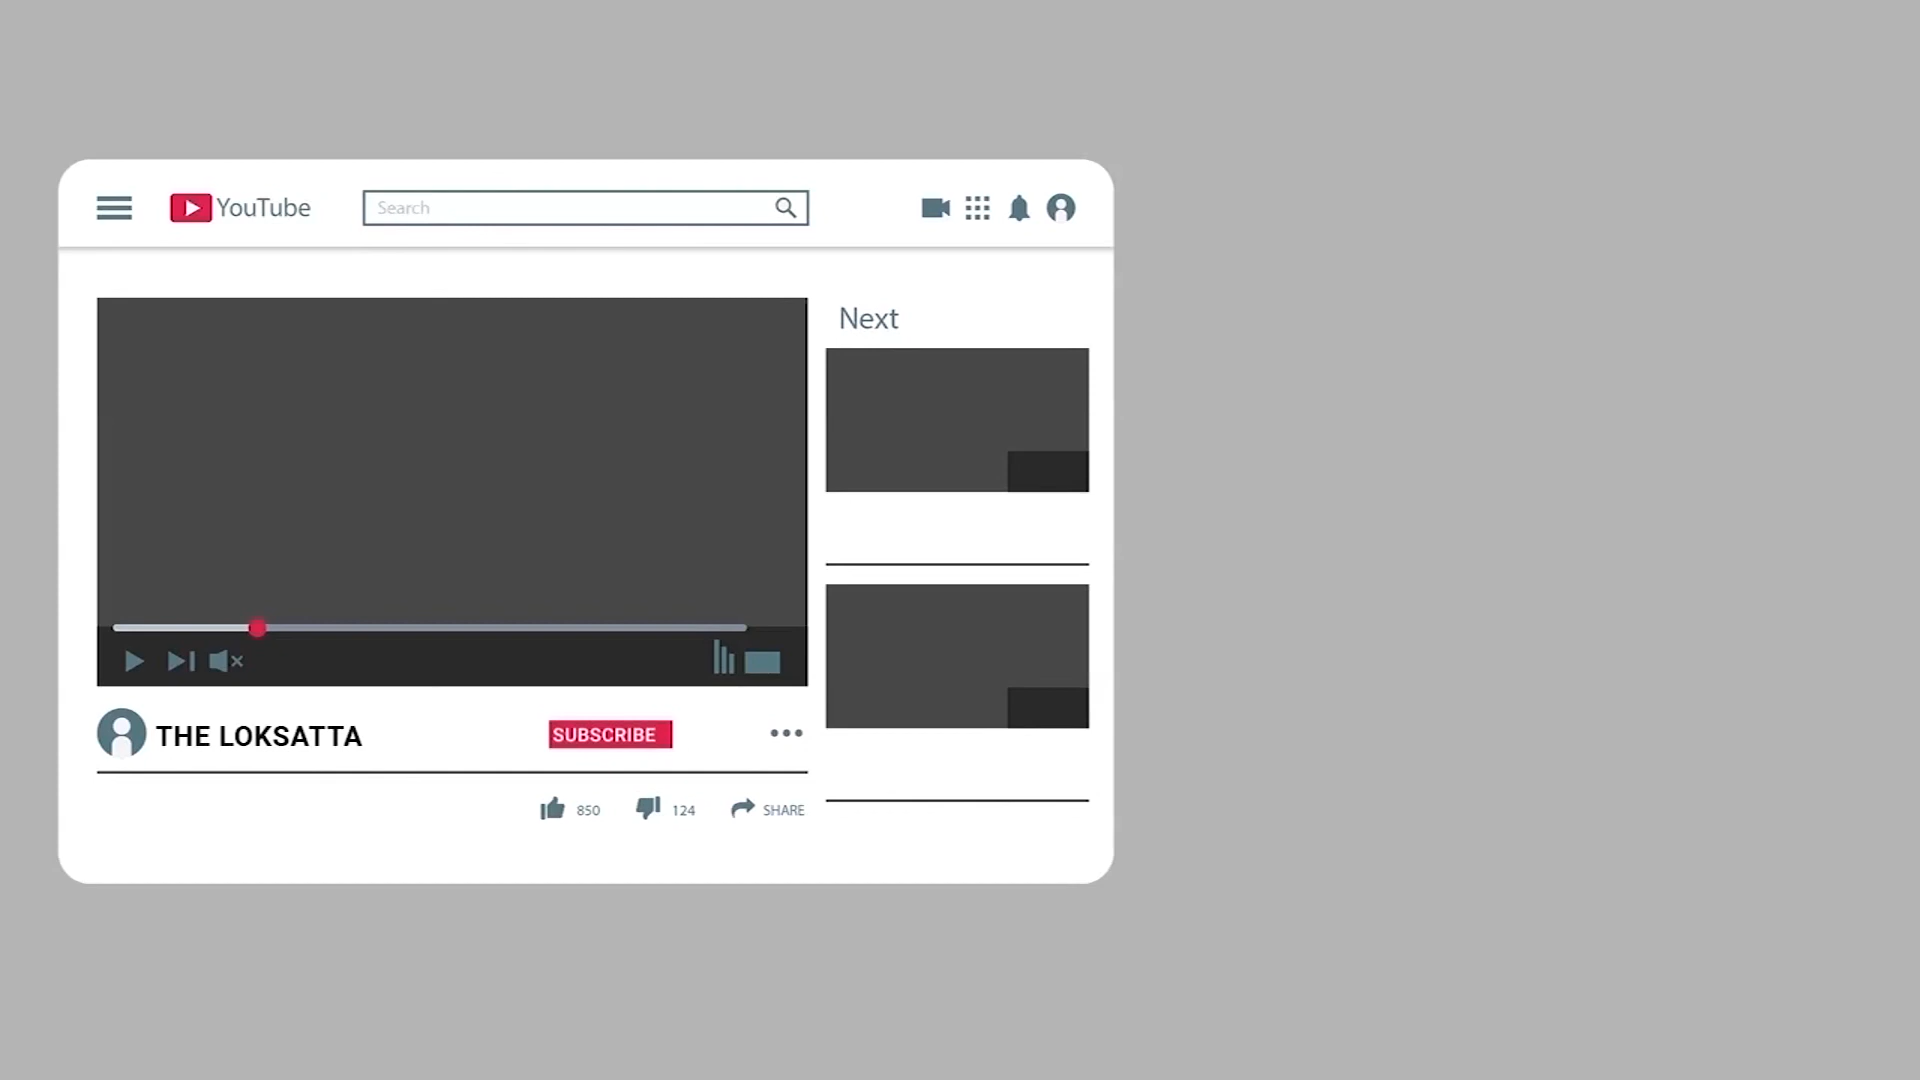 YouTube
Search
Next
THE LOKSATTA
SUBSCRIBE
850
124
SHARE